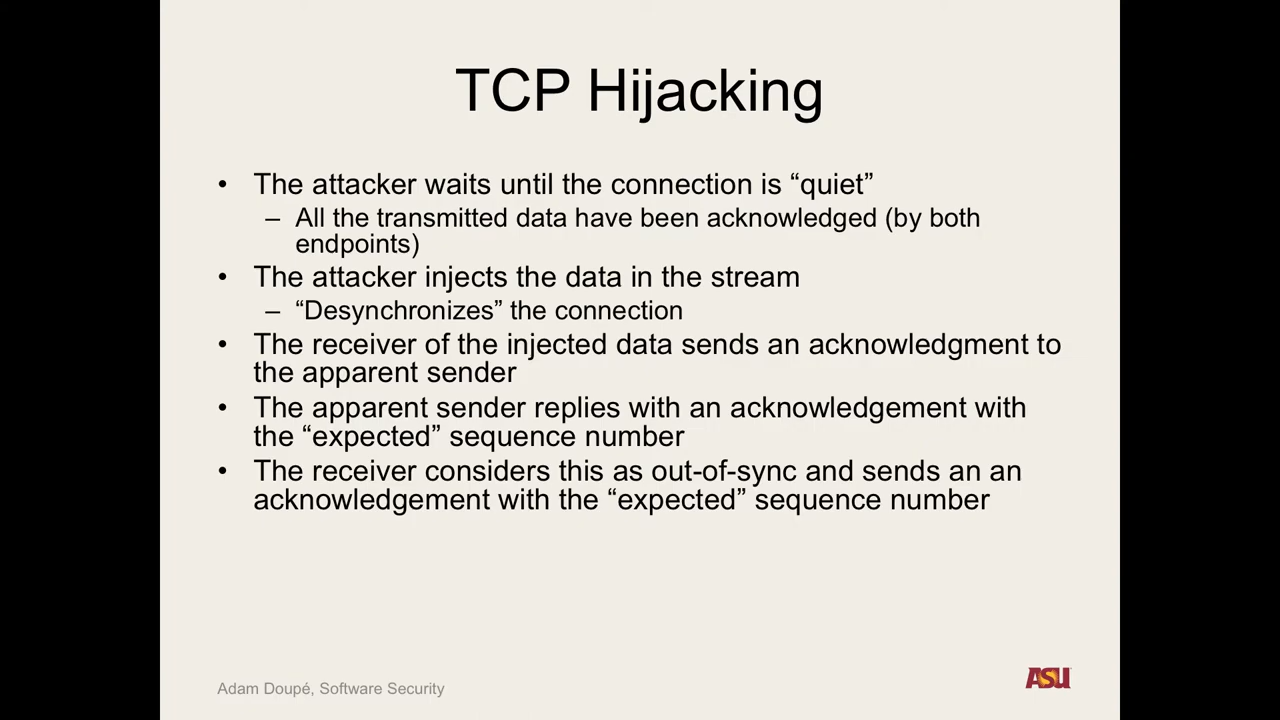 TCP Hijacking
• The attacker waits until the connection is “quiet”
– All the transmitted data have been acknowledged (by both
endpoints)
• The attacker injects the data in the stream
– “Desynchronizes” the connection
• The receiver of the injected data sends an acknowledgment to
the apparent sender
• The apparent sender replies with an acknowledgement with
the “expected” sequence number
• The receiver considers this as out-of-sync and sends an an
acknowledgement with the “expected” sequence number
Adam Doupé, Software Security
ASU